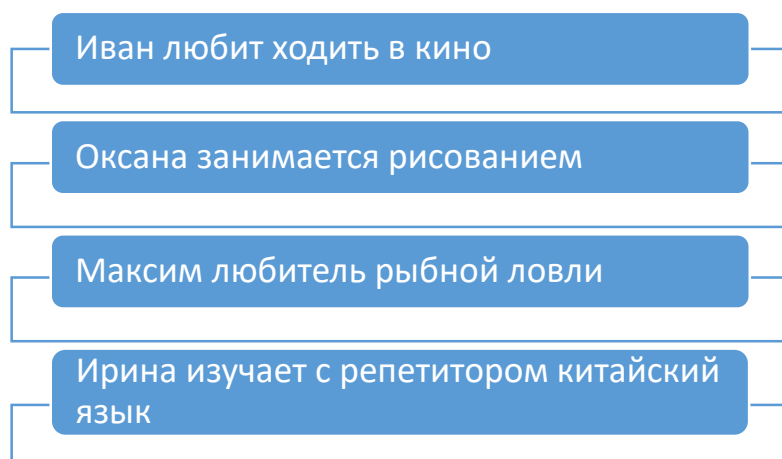 Иван любит ходить в кино
Оксана занимается рисованием
Максим любитель рыбной ловли
Ирина изучает с репетитором китайский
язык